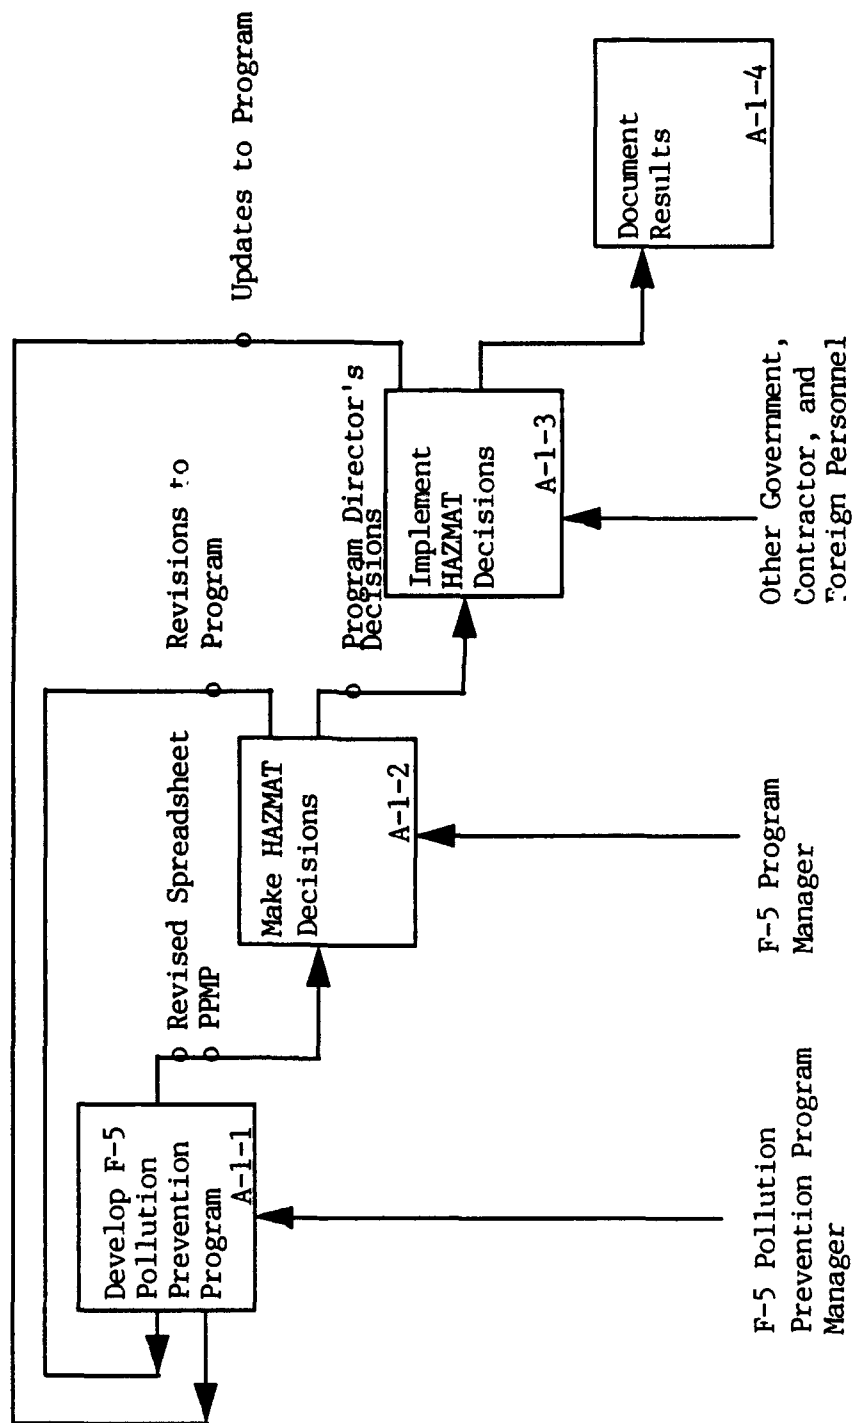 Develop F-5
Pollution
Prevention
Program
A-1-1
Revised Spreadsheet
PPMP
Make HAZMAT
Decisions
A-1-2
Revisions to
Program
Program Director's
Decisions
Implement
HAZMAT
Decisions
A-1-3
Updates to Program
Document
Results
A-1-4
F-5 Pollution
Prevention Program
Manager
F-5 Program
Manager
Other Government,
Contractor, and
Foreign Personnel